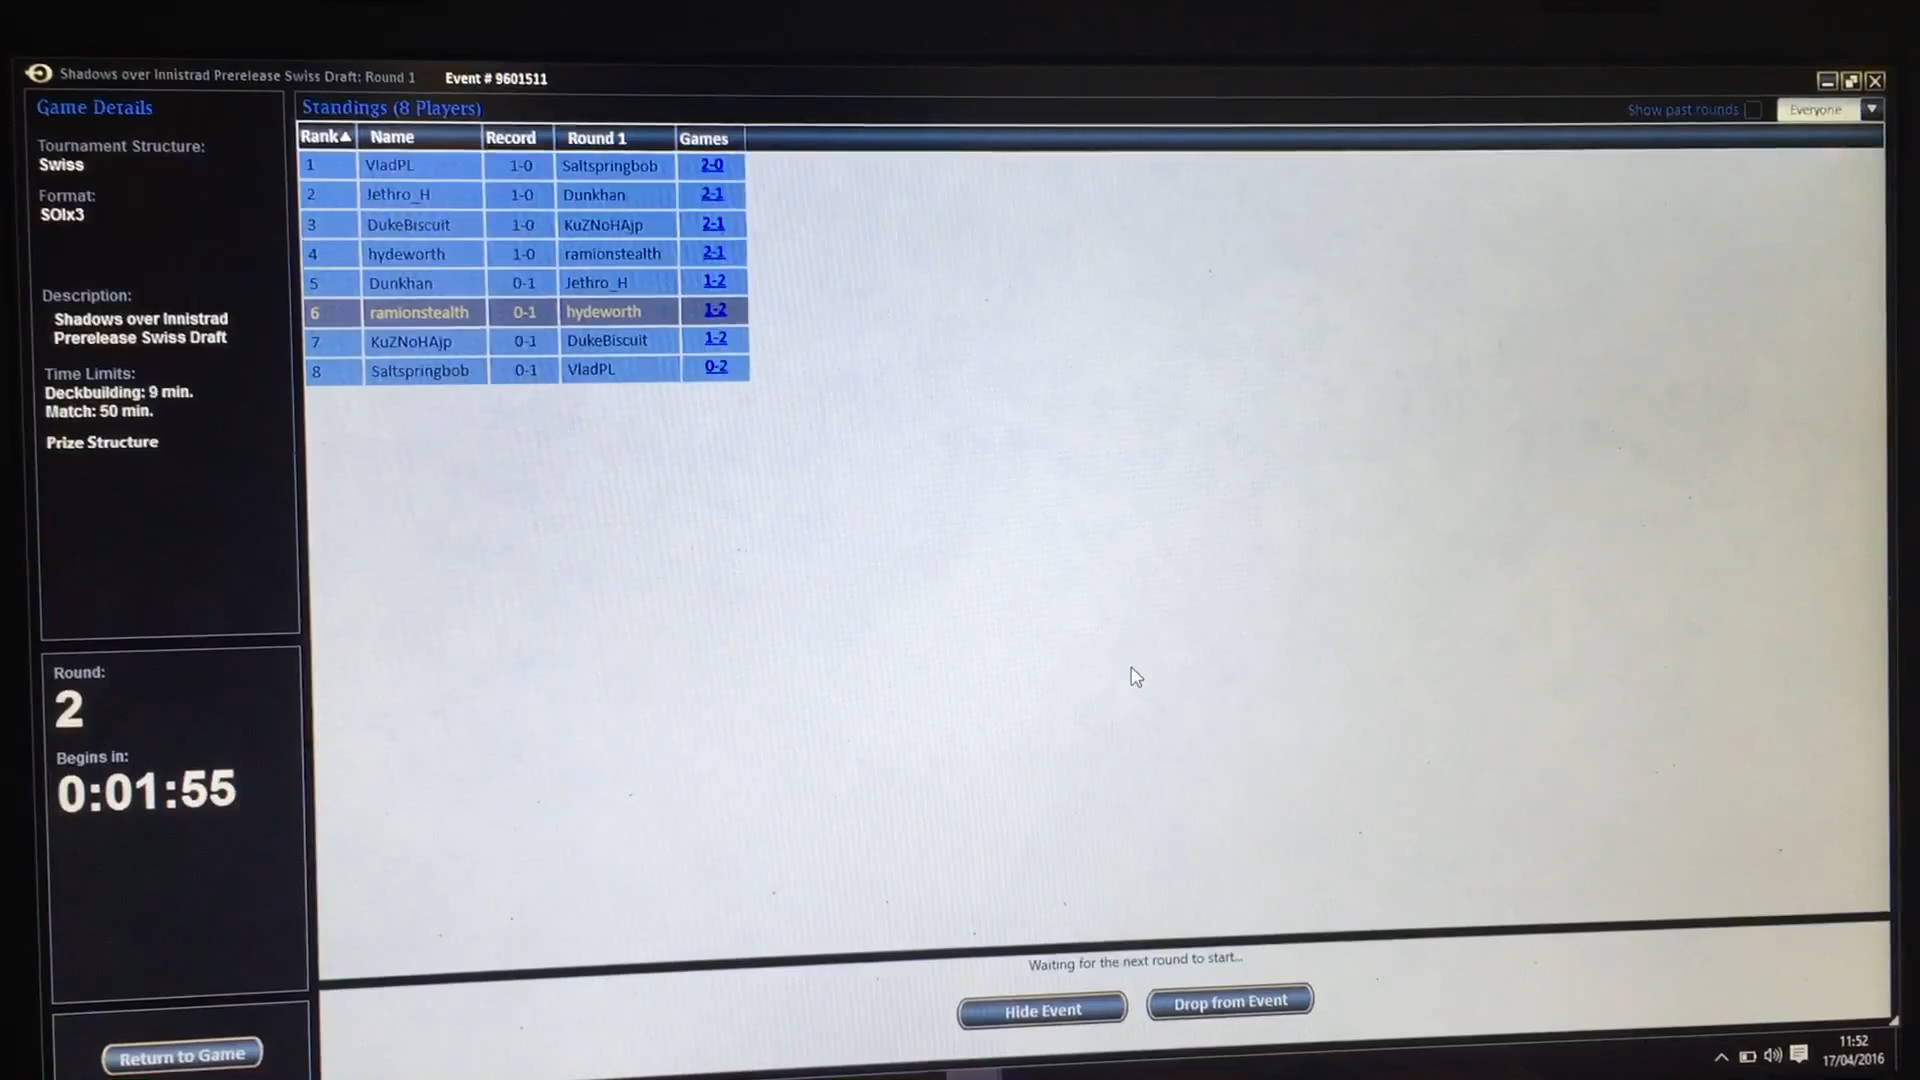 Shadows over Innistrad Prerelease Swiss Draft: Round 1 Event # 9601511
Game Details
Tournament Structure:
Swiss
Format:
SOIx3
Description:
Shadows over Innistrad
Prerelease Swiss Draft
Time Limits:
Deckbuilding: 9 min.
Match: 50 min.
Prize Structure
Round:
2
Begins in:
0:01:55
Return to Game
Standings (8 Players)
Show past rounds Everyone
Rank Name Record Round 1 Games
1 VladPL 1-0 Saltspringbob 2-0
2 Jethro_H 1-0 Dunkhan 2-1
3 DukeBiscuit 1-0 KuZNoHAjp 2-1
4 hydeworth 1-0 ramionstealth 2-1
5 Dunkhan 0-1 Jethro_H 1-2
6 ramionstealth 0-1 hydeworth 1-2
7 KuZNoHAjp 0-1 DukeBiscuit 1-2
8 Saltspringbob 0-1 VladPL 0-2
Waiting for the next round to start...
Hide Event Drop from Event
11:52
17/04/2016